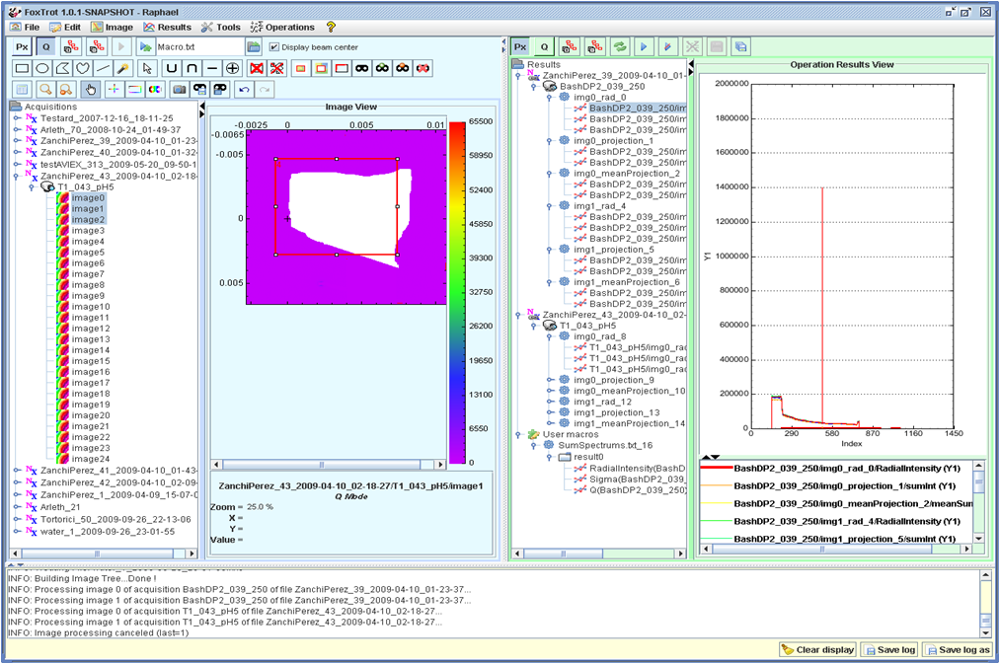 FoxTrot 1.0.1-SNAPSHOT - Raphael
File Edit Image Results Tools Operations ?
Px Q Macro.txt Display beam center
Acquisitions
Testard_2007-12-16_18-11-25
Arleth_70_2008-10-24_01-49-37
ZanchiPerez_39_2009-04-10_01-23-
ZanchiPerez_40_2009-04-10_01-32-
testAVIEX_313_2009-05-20_09-50-1
ZanchiPerez_43_2009-04-10_02-18-
T1_043_pH5
image0
image1
image2
image3
image4
image5
image6
image7
image8
image9
image10
image11
image12
image13
image14
image15
image16
image17
image18
image19
image20
image21
image22
image23
image24
ZanchiPerez_41_2009-04-10_01-43-
ZanchiPerez_42_2009-04-10_02-09-
ZanchiPerez_1_2009-04-09_15-07-0
Arleth_21
Tortorici_50_2009-09-26_22-13-06
water_1_2009-09-26_23-01-55
Image View
-0.0025 0 0.005 0.01
-0.0065
-0.005
0
0.005
65500
58950
52400
45850
39300
32750
26200
19650
13100
6550
0
ZanchiPerez_43_2009-04-10_02-18-27/T1_043_pH5/image1
Q Mode
Zoom = 25.0 %
X =
Y =
Value =
Px Q
Results
ZanchiPerez_39_2009-04-10_01-
BashDP2_039_250
img0_rad_0
BashDP2_039_250/im
BashDP2_039_250/im
BashDP2_039_250/im
img0_projection_1
BashDP2_039_250/im
BashDP2_039_250/im
img0_meanProjection_2
BashDP2_039_250/im
BashDP2_039_250/im
img1_rad_4
BashDP2_039_250/im
BashDP2_039_250/im
BashDP2_039_250/im
img1_projection_5
BashDP2_039_250/im
BashDP2_039_250/im
img1_meanProjection_6
BashDP2_039_250/im
BashDP2_039_250/im
ZanchiPerez_43_2009-04-10_02-
T1_043_pH5
img0_rad_8
T1_043_pH5/img0_rad
T1_043_pH5/img0_rad
T1_043_pH5/img0_rad
img0_projection_9
img0_meanProjection_10
img1_rad_12
img1_projection_13
img1_meanProjection_14
User macros
SumSpectrums.txt_16
result0
RadialIntensity(BashD
Sigma(BashDP2_039_
Q(BashDP2_039_250)
Operation Results View
2000000
1800000
1600000
1400000
1200000
1000000
800000
600000
400000
200000
0
Y1
0 290 580 870 1160 1450
Index
BashDP2_039_250/img0_rad_0/RadialIntensity (Y1)
BashDP2_039_250/img0_projection_1/sumInt (Y1)
BashDP2_039_250/img0_meanProjection_2/meanSum
BashDP2_039_250/img1_rad_4/RadialIntensity (Y1)
BashDP2_039_250/img1_projection_5/sumInt (Y1)
INFO: Building Image Tree...Done !
INFO: Processing image 0 of acquisition BashDP2_039_250 of file ZanchiPerez_39_2009-04-10_01-23-37...
INFO: Processing image 1 of acquisition BashDP2_039_250 of file ZanchiPerez_39_2009-04-10_01-23-37...
INFO: Processing image 0 of acquisition T1_043_pH5 of file ZanchiPerez_43_2009-04-10_02-18-27...
INFO: Processing image 1 of acquisition T1_043_pH5 of file ZanchiPerez_43_2009-04-10_02-18-27...
INFO: Image processing canceled (last=1)
Clear display Save log Save log as